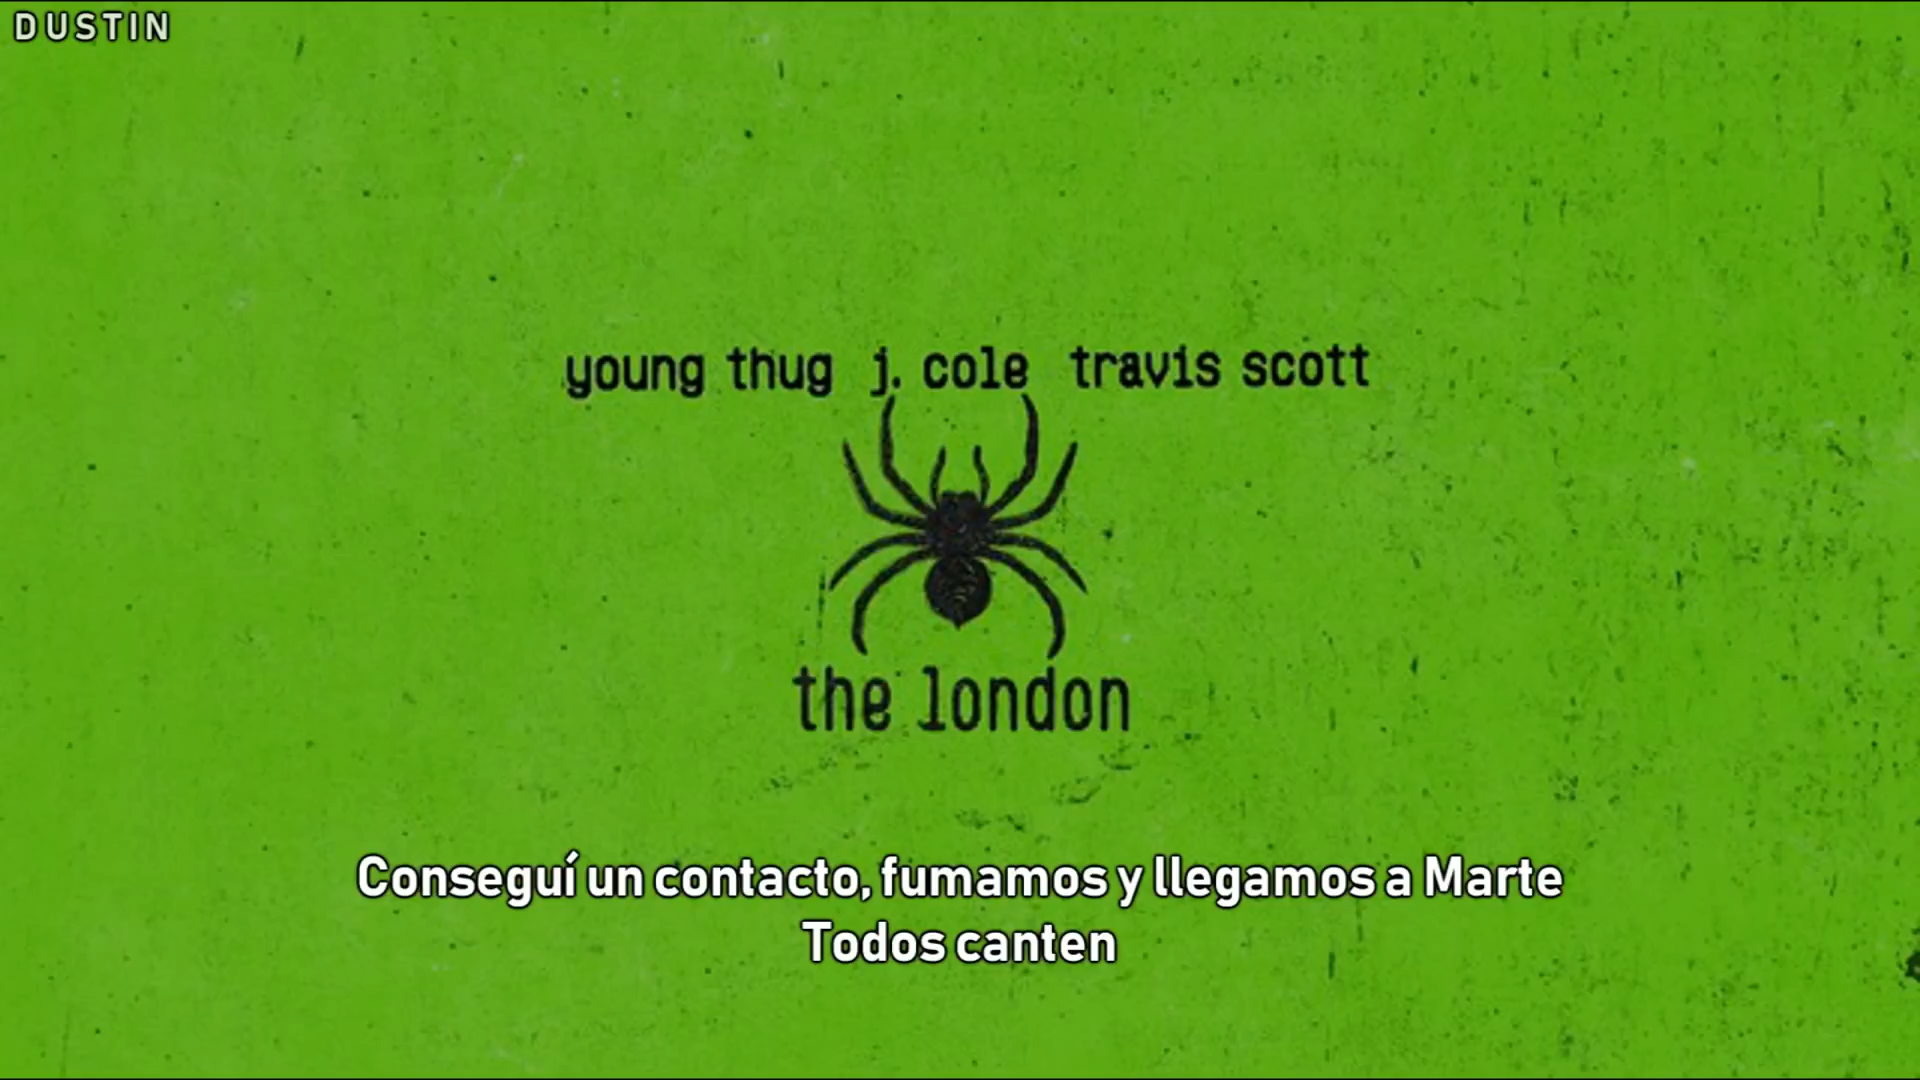 DUSTIN
young thug j. cole travis scott
the london
Conseguí un contacto, fumamos y llegamos a Marte
Todos canten